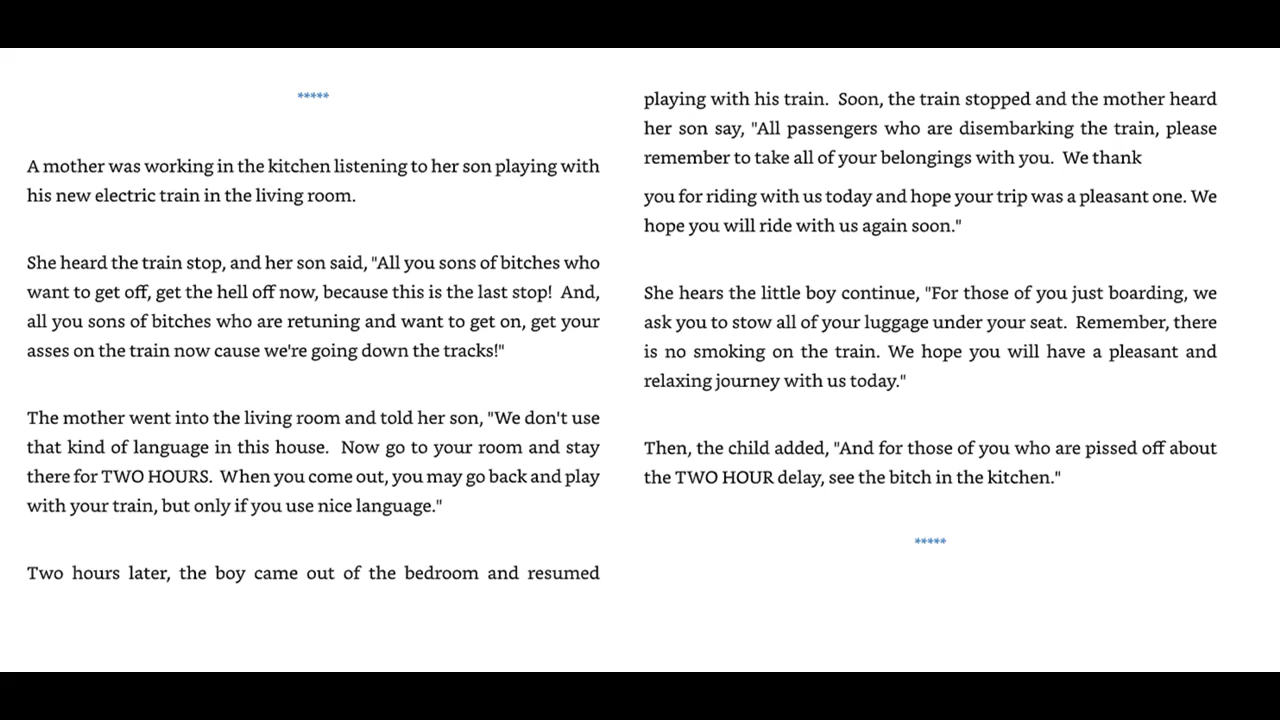 *****
A mother was working in the kitchen listening to her son playing with
his new electric train in the living room.
She heard the train stop, and her son said, "All you sons of bitches who
want to get off, get the hell off now, because this is the last stop!  And,
all you sons of bitches who are retuning and want to get on, get your
asses on the train now cause we're going down the tracks!"
The mother went into the living room and told her son, "We don't use
that kind of language in this house.  Now go to your room and stay
there for TWO HOURS.  When you come out, you may go back and play
with your train, but only if you use nice language."
Two hours later, the boy came out of the bedroom and resumed
playing with his train.  Soon, the train stopped and the mother heard
her son say, "All passengers who are disembarking the train, please
remember to take all of your belongings with you.  We thank
you for riding with us today and hope your trip was a pleasant one. We
hope you will ride with us again soon."
She hears the little boy continue, "For those of you just boarding, we
ask you to stow all of your luggage under your seat.  Remember, there
is no smoking on the train. We hope you will have a pleasant and
relaxing journey with us today."
Then, the child added, "And for those of you who are pissed off about
the TWO HOUR delay, see the bitch in the kitchen."
*****